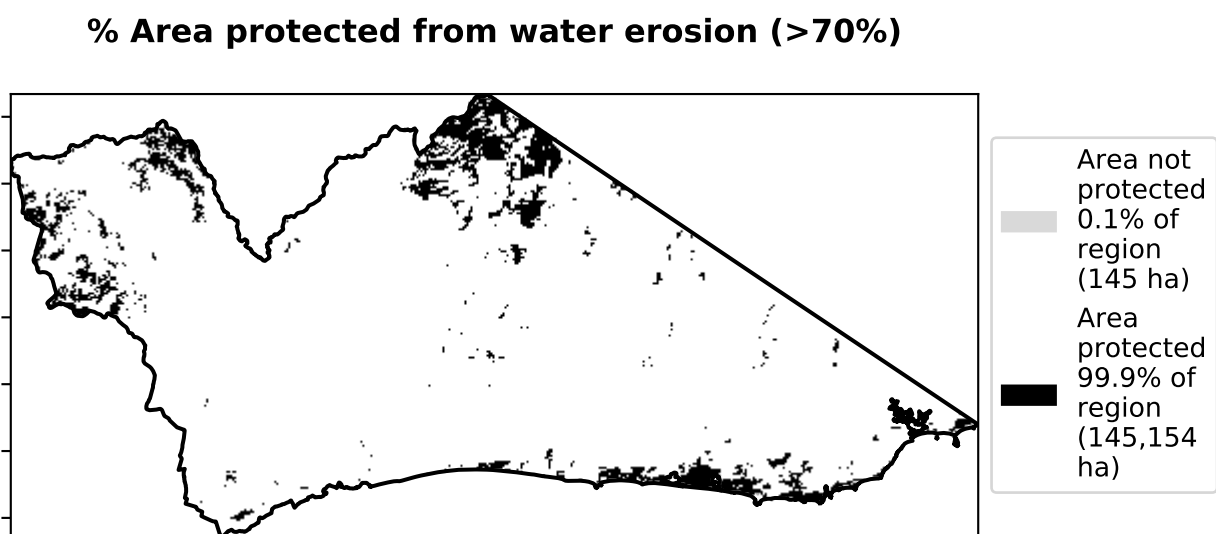 % Area protected from water erosion (>70%)
Area not
protected
0.1% of
region
(145 ha)
Area
protected
99.9% of
region
(145,154
ha)